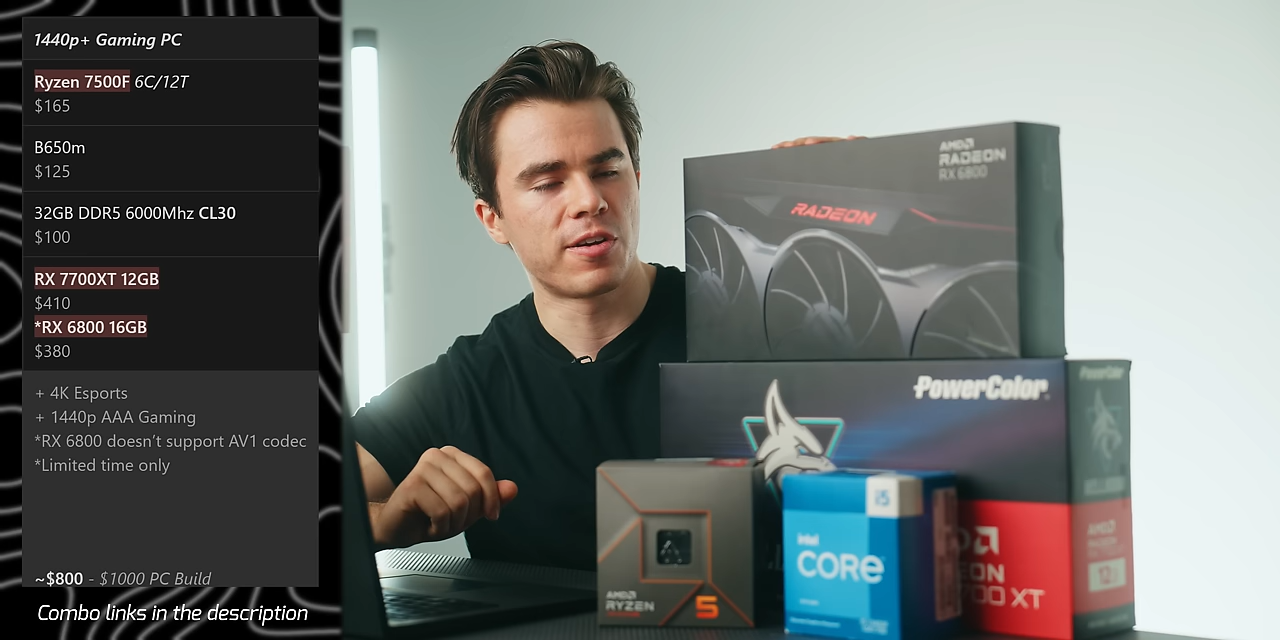 1440p+ Gaming PC
Ryzen 7500F 6C/12T
$165
B650m
$125
32GB DDR5 6000Mhz CL30
$100
RX 7700XT 12GB
$410
*RX 6800 16GB
$380
+ 4K Esports
+ 1440p AAA Gaming
*RX 6800 doesn't support AV1 codec
*Limited time only
~$800 - $1000 PC Build
Combo links in the description
AMD
RADEON
RX 6800
RADEON
PowerColor
PowerColor
AMD
RYZEN
5
i5
intel
CORE
EON
700 XT
AMD
RADEON
12